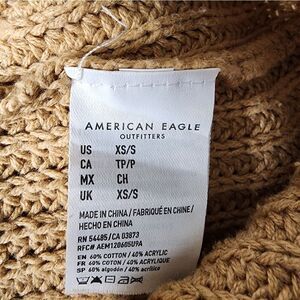 AMERICAN EAGLE
OUTFITTERS
US XS/S
CA TP/P
MX CH
UK XS/S
MADE IN CHINA / FABRIQUÉ EN CHINE /
HECHO EN CHINA
RN 54485/CA 03873
RFC# AEM120605U9A
EN 60% COTTON / 40% ACRYLIC
FR 60% COTON / 40% ACRYLIQUE
SP 60% algodón / 40% acrílico